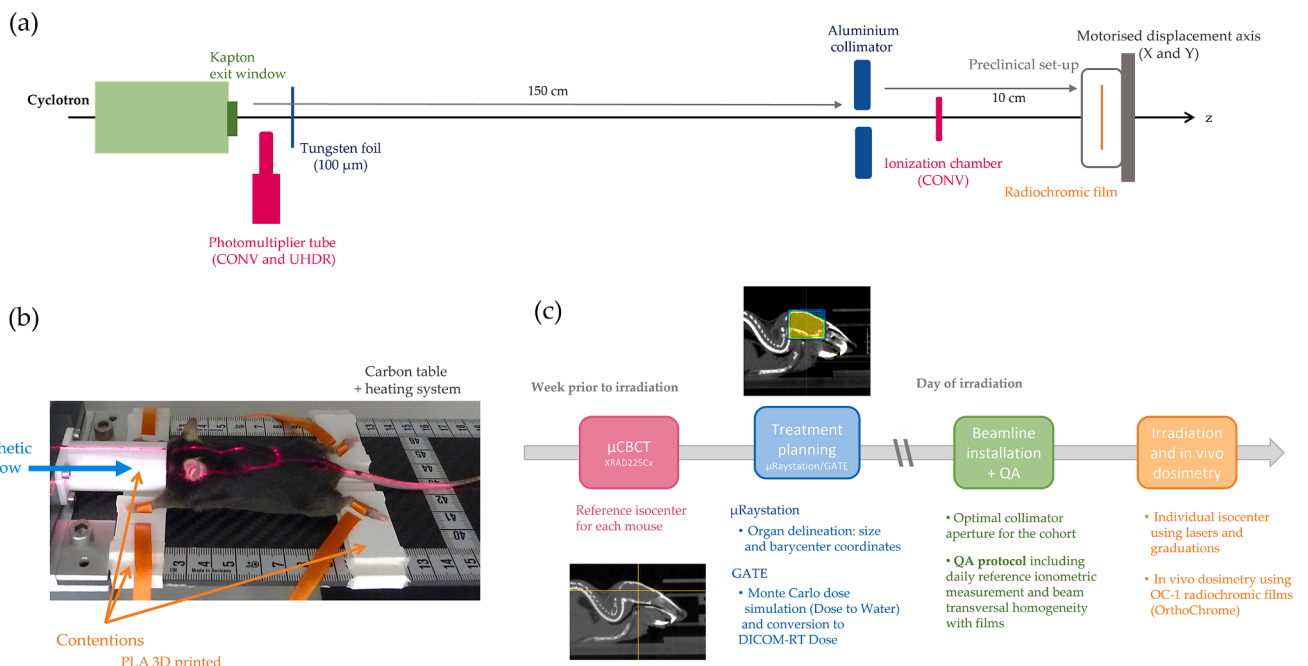 (a)
Cyclotron
Kapton
exit window
Tungsten foil
(100 µm)
Photomultiplier tube
(CONV and UHDR)
150 cm
Aluminium
collimator
Preclinical set-up
10 cm
Ionization chamber
(CONV)
Motorised displacement axis
(X and Y)
z
Radiochromic film
(b)
Carbon table
+ heating system
hetic
ow
Contentions
PLA 3D printed
(c)
Week prior to irradiation
Day of irradiation
µCBCT
XRAD225Cx
Treatment
planning
µRaystation/GATE
Beamline
installation
+ QA
Irradiation
and in vivo
dosimetry
Reference isocenter
for each mouse
µRaystation
• Organ delineation: size
and barycenter coordinates
GATE
• Monte Carlo dose
simulation (Dose to Water)
and conversion to
DICOM-RT Dose
• Optimal collimator
aperture for the cohort
• QA protocol including
daily reference ionometric
measurement and beam
transversal homogeneity
with films
• Individual isocenter
using lasers and
graduations
• In vivo dosimetry using
OC-1 radiochromic films
(OrthoChrome)